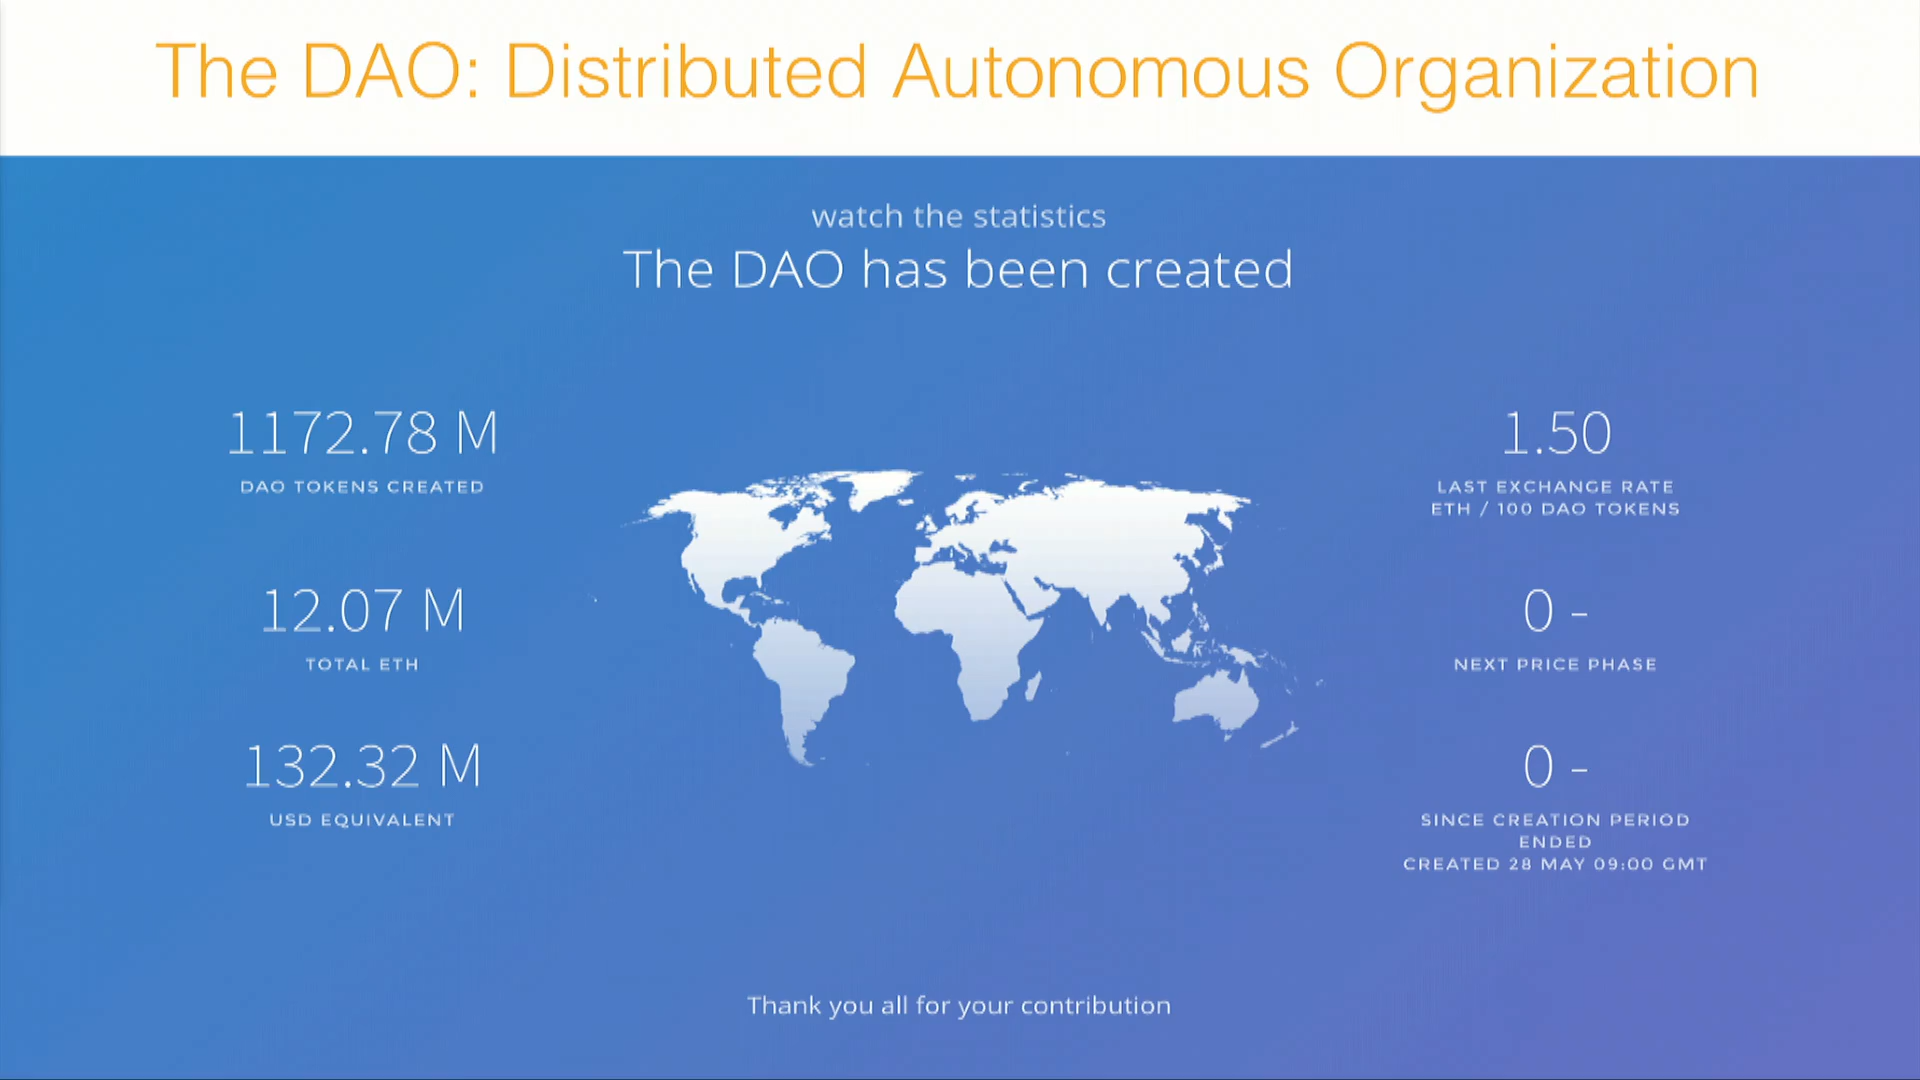 The DAO: Distributed Autonomous Organization
watch the statistics
The DAO has been created
1172.78 M
DAO TOKENS CREATED
12.07 M
TOTAL ETH
132.32 M
USD EQUIVALENT
1.50
LAST EXCHANGE RATE
ETH / 100 DAO TOKENS
0 -
NEXT PRICE PHASE
0 -
SINCE CREATION PERIOD
ENDED
CREATED 28 MAY 09:00 GMT
Thank you all for your contribution